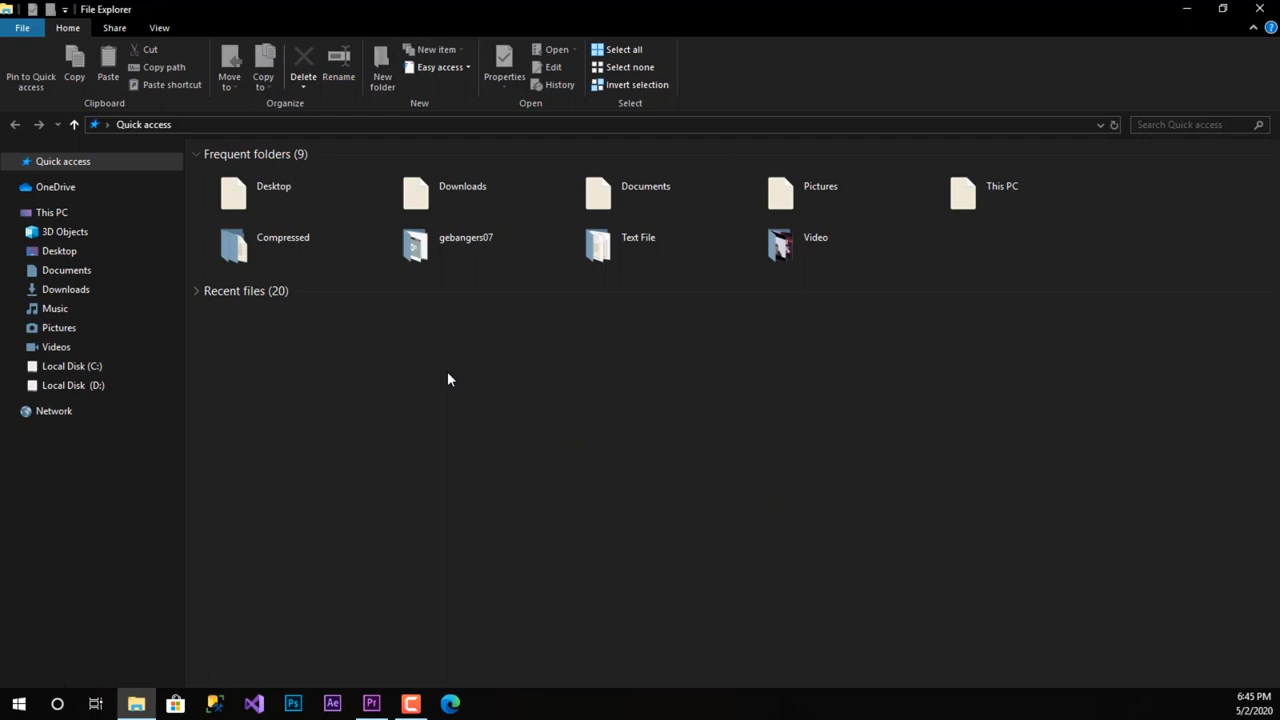 File Explorer
File
Home
Share
View
Pin to Quick
access
Copy
Paste
Cut
Copy path
Paste shortcut
Clipboard
Move
to
Copy
to
Delete
Rename
Organize
New
folder
New item
Easy access
New
Properties
Open
Edit
History
Open
Select all
Select none
Invert selection
Select
Quick access
Search Quick access
Quick access
OneDrive
This PC
3D Objects
Desktop
Documents
Downloads
Music
Pictures
Videos
Local Disk (C:)
Local Disk (D:)
Network
Frequent folders (9)
Desktop
Downloads
Documents
Pictures
This PC
Compressed
gebangers07
Text File
Video
Recent files (20)
Ps
Ae
Pr
C
6:45 PM
5/2/2020